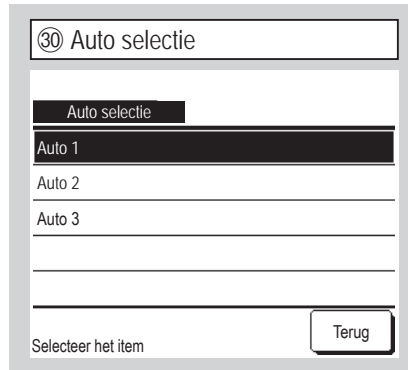 ㉚ Auto selectie
Auto selectie
Auto 1
Auto 2
Auto 3
Selecteer het item
Terug